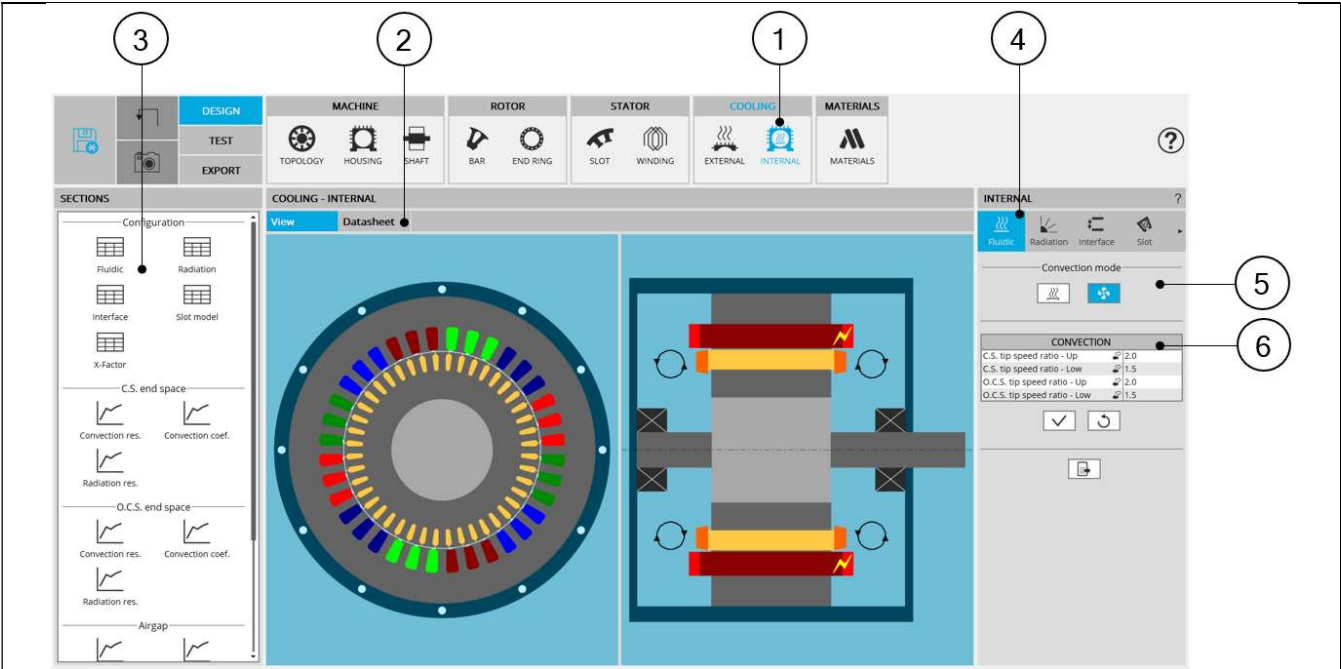 3
2
1
4
DESIGN
TEST
EXPORT
MACHINE
TOPOLOGY HOUSING SHAFT
ROTOR
BAR END RING
STATOR
SLOT WINDING
COOLING
EXTERNAL INTERNAL
MATERIALS
MATERIALS
?
SECTIONS
Configuration
Fluidic Radiation
Interface Slot model
X-Factor
C.S. end space
Convection res. Convection coef.
Radiation res.
O.C.S. end space
Convection res. Convection coef.
Radiation res.
Airgap
COOLING - INTERNAL
View Datasheet
INTERNAL ?
Fluidic Radiation Interface Slot
Convection mode
5
CONVECTION
6
C.S. tip speed ratio - Up 2.0
C.S. tip speed ratio - Low 1.5
O.C.S. tip speed ratio - Up 2.0
O.C.S. tip speed ratio - Low 1.5